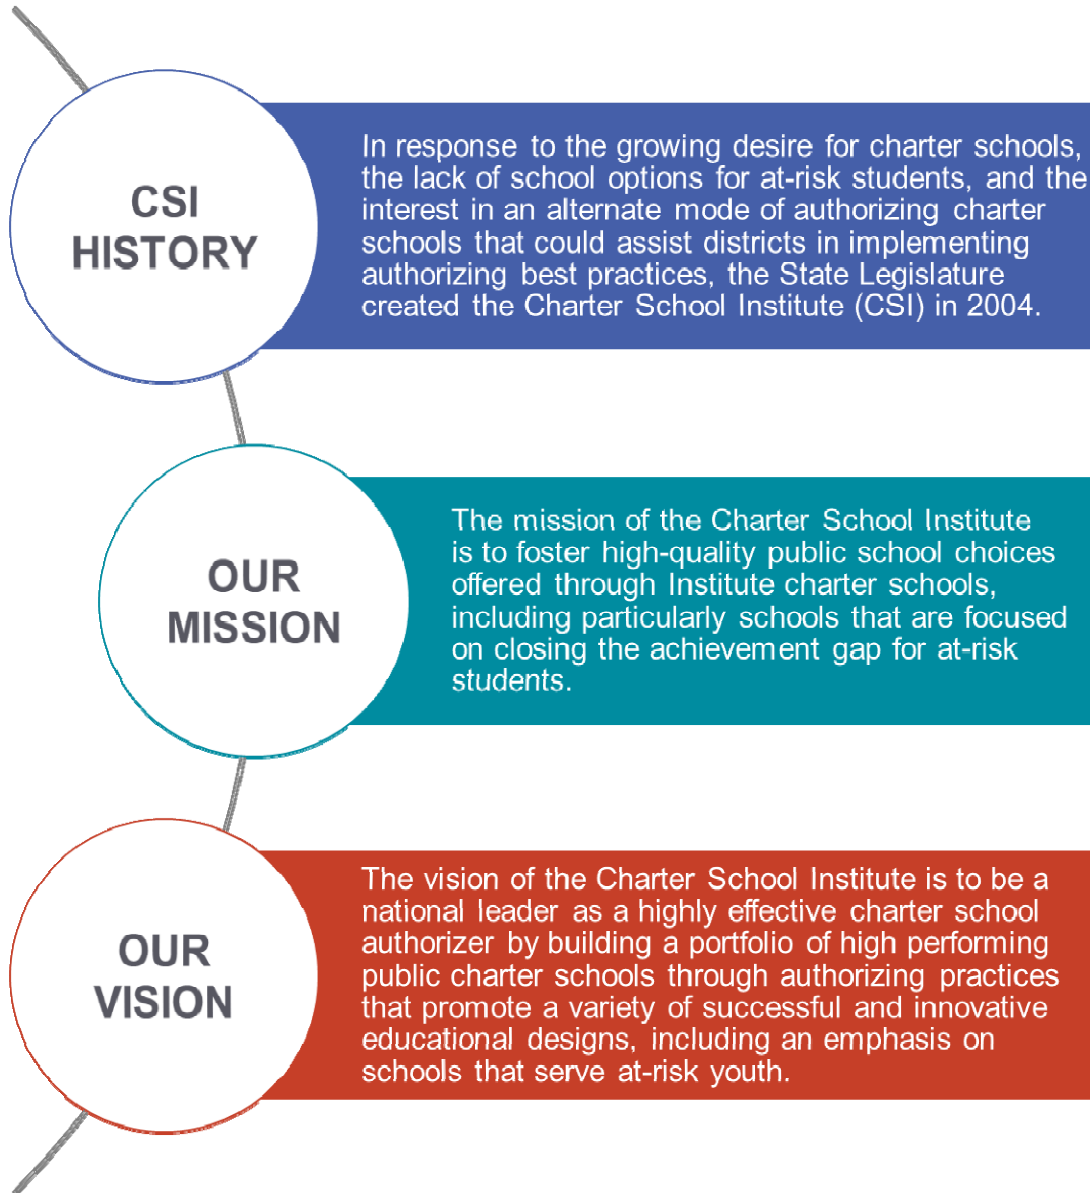 CSI
HISTORY
In response to the growing desire for charter schools,
the lack of school options for at-risk students, and the
interest in an alternate mode of authorizing charter
schools that could assist districts in implementing
authorizing best practices, the State Legislature
created the Charter School Institute (CSI) in 2004.
OUR
MISSION
The mission of the Charter School Institute
is to foster high-quality public school choices
offered through Institute charter schools,
including particularly schools that are focused
on closing the achievement gap for at-risk
students.
OUR
VISION
The vision of the Charter School Institute is to be a
national leader as a highly effective charter school
authorizer by building a portfolio of high performing
public charter schools through authorizing practices
that promote a variety of successful and innovative
educational designs, including an emphasis on
schools that serve at-risk youth.